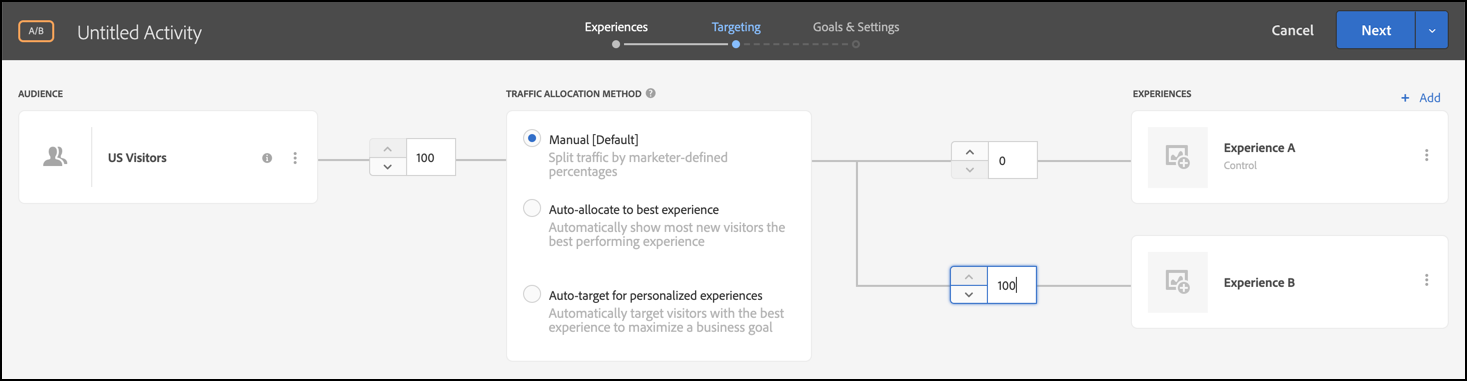 A/B
Untitled Activity
Experiences
Targeting
Goals & Settings
Cancel
Next
AUDIENCE
US Visitors
100
TRAFFIC ALLOCATION METHOD
Manual [Default]
Split traffic by marketer-defined
percentages
Auto-allocate to best experience
Automatically show most new visitors the
best performing experience
Auto-target for personalized experiences
Automatically target visitors with the best
experience to maximize a business goal
EXPERIENCES
+ Add
0
Experience A
Control
100
Experience B